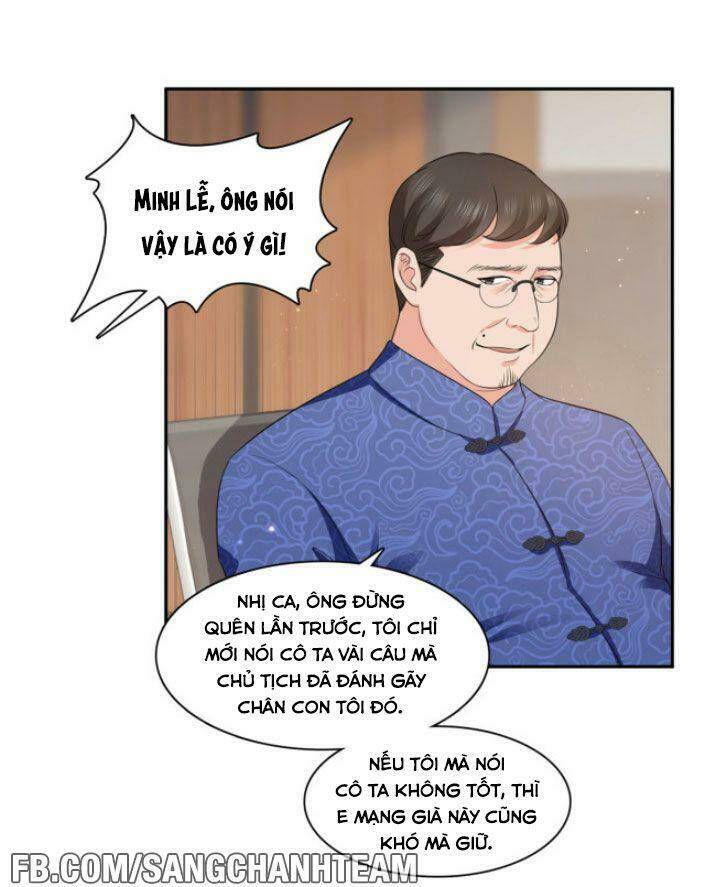 MINH LỄ, ÔNG NÓI
VẬY LÀ CÓ Ý GÌ!
NHỊ CA, ÔNG ĐỪNG
QUÊN LẦN TRƯỚC, TÔI CHỈ
MỚI NÓI CÔ TA VÀI CÂU MÀ
CHỦ TỊCH ĐÃ ĐÁNH GÃY
CHÂN CON TÔI ĐÓ.
NẾU TÔI MÀ NÓI
CÔ TA KHÔNG TỐT, THÌ
E MẠNG GIÀ NÀY CŨNG
KHÓ MÀ GIỮ.
FB.COM/SANGCHANHTEAM